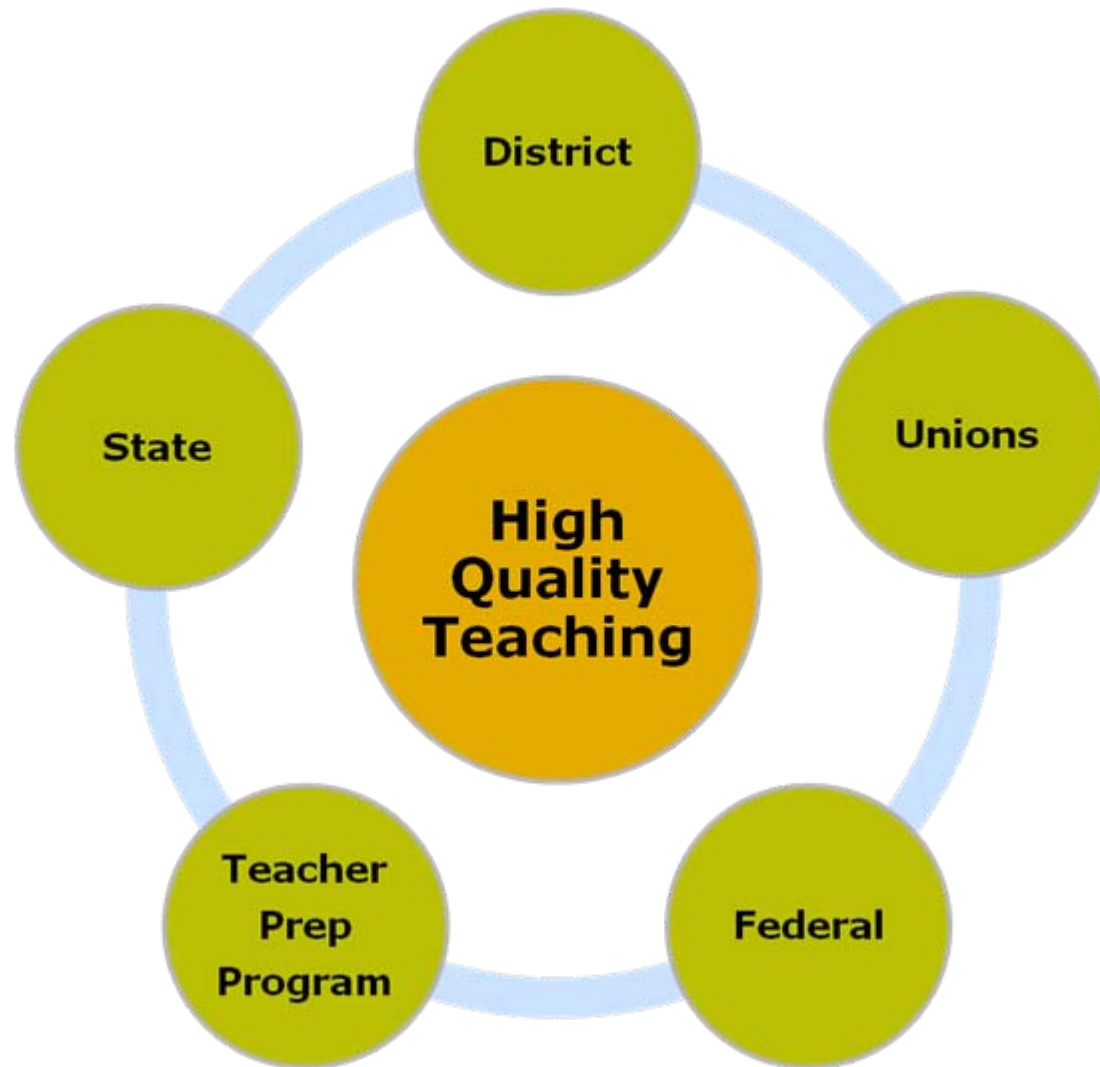 District
Unions
State
High
Quality
Teaching
Teacher
Prep
Program
Federal